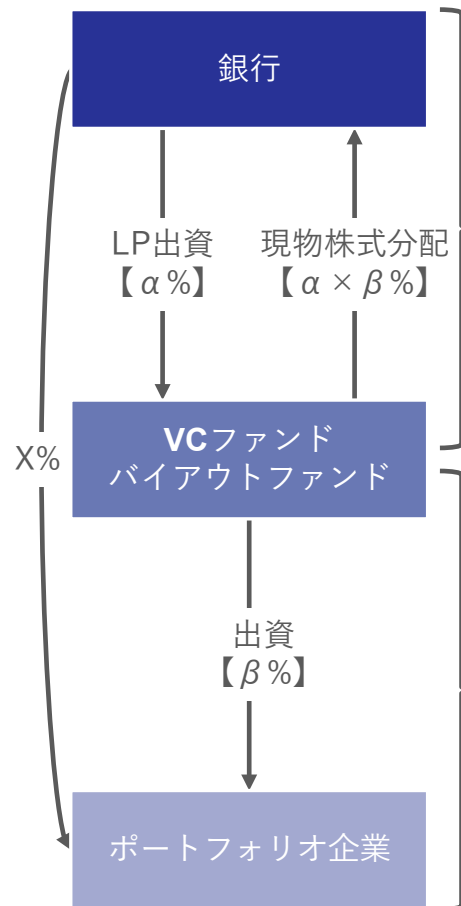 銀行
LP出資
【α%】
現物株式分配
【α × β%】
X%
VCファンド
バイアウトファンド
出資
【β%】
ポートフォリオ企業